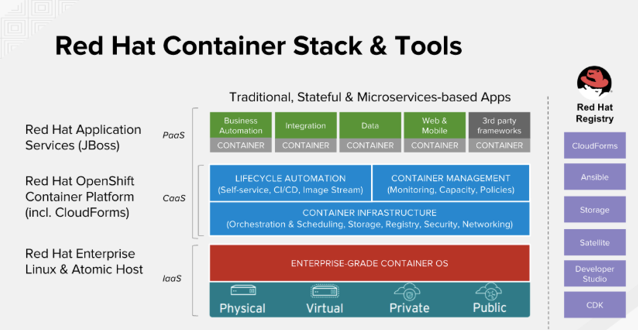 Red Hat Container Stack & Tools
Traditional, Stateful & Microservices-based Apps
Red Hat Application
Services (JBoss)
PaaS
Business
Automation
CONTAINER
Integration
CONTAINER
Data
CONTAINER
Web &
Mobile
CONTAINER
3rd party
frameworks
CONTAINER
Red Hat OpenShift
Container Platform
(incl. CloudForms)
CaaS
LIFECYCLE AUTOMATION
(Self-service, CI/CD, Image Stream)
CONTAINER MANAGEMENT
(Monitoring, Capacity, Policies)
CONTAINER INFRASTRUCTURE
(Orchestration & Scheduling, Storage, Registry, Security, Networking)
Red Hat Enterprise
Linux & Atomic Host
IaaS
ENTERPRISE-GRADE CONTAINER OS
Physical
Virtual
Private
Public
Red Hat
Registry
CloudForms
Ansible
Storage
Satellite
Developer
Studio
CDK